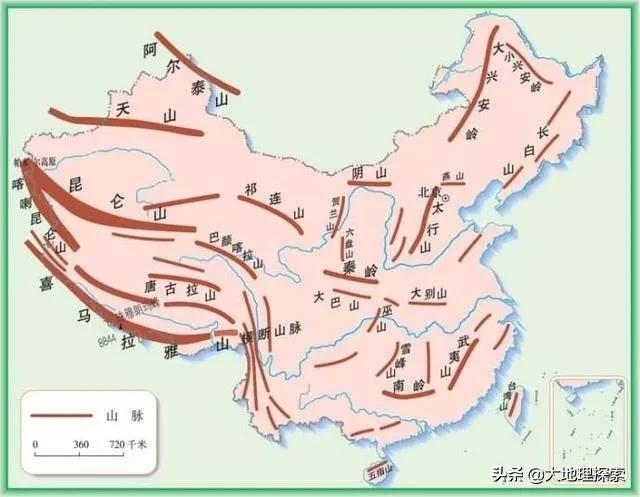 阿尔泰山
天山
大兴安岭
小兴安岭
长白山
帕米尔高原
喀喇昆仑山
昆仑山
祁连山
阴山
贺兰山
六盘山
北京
燕山
太行山
巴颜喀拉山
秦岭
唐古拉山
大巴山
大别山
巫山
喜马拉雅山
珠穆朗玛峰
8844
横断山脉
雪峰山
武夷山
南岭
台湾山
五指山
山 脉
0 360 720 千米
头条 @大地理探索